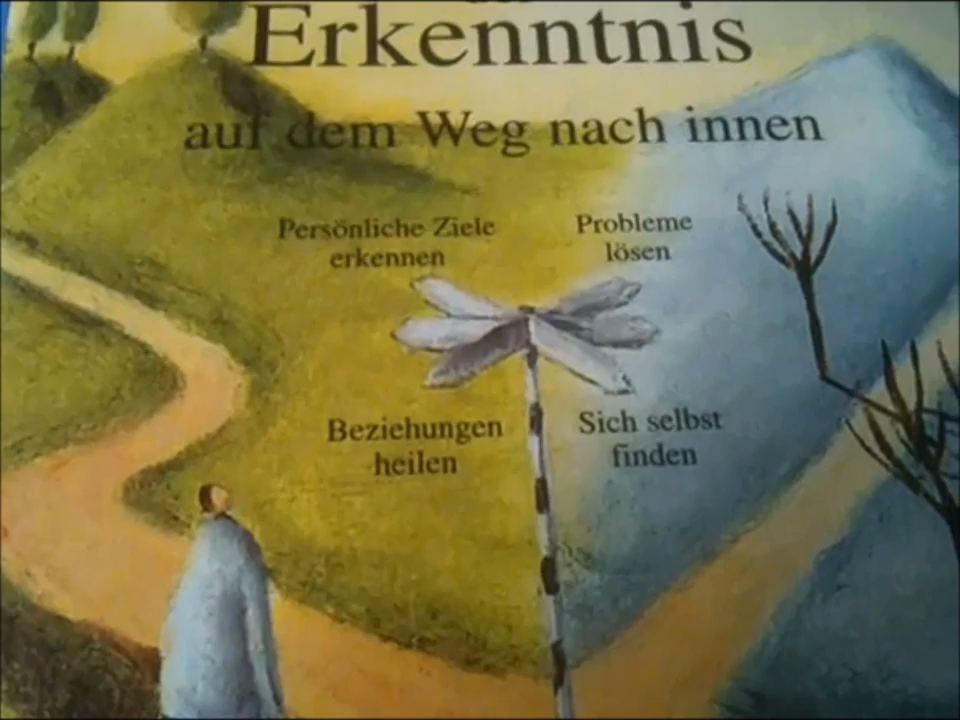 Erkenntnis
auf dem Weg nach innen
Persönliche Ziele
erkennen
Probleme
lösen
Beziehungen
heilen
Sich selbst
finden